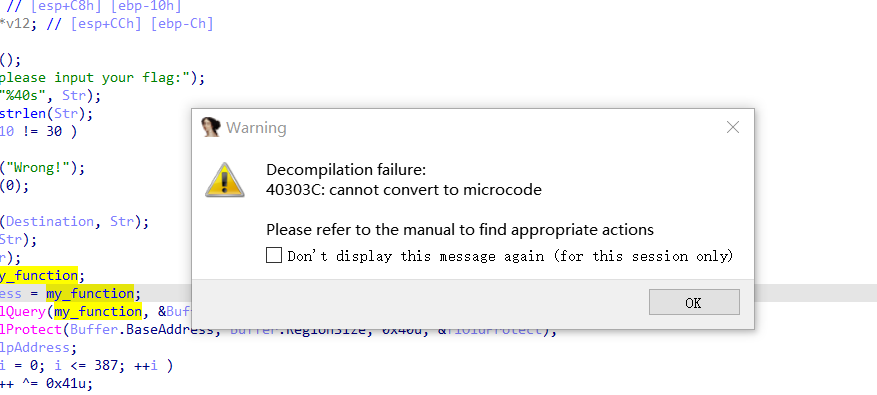 // [esp+C8h] [ebp-10h]
*v12; // [esp+CCh] [ebp-Ch]
();
please input your flag:");
"%40s", Str);
strlen(Str);
10 != 30 )
("Wrong!");
(0);
(Destination, Str);
Str);
r);
y_function;
ess = my_function;
lQuery(my_function, &Buf
lProtect(Buffer.BaseAddress, Buffer.RegionSize, 0x40u, &flOldProtect);
lpAddress;
i = 0; i <= 387; ++i )
++ ^= 0x41u;
Warning
Decompilation failure:
40303C: cannot convert to microcode
Please refer to the manual to find appropriate actions
Don't display this message again (for this session only)
OK